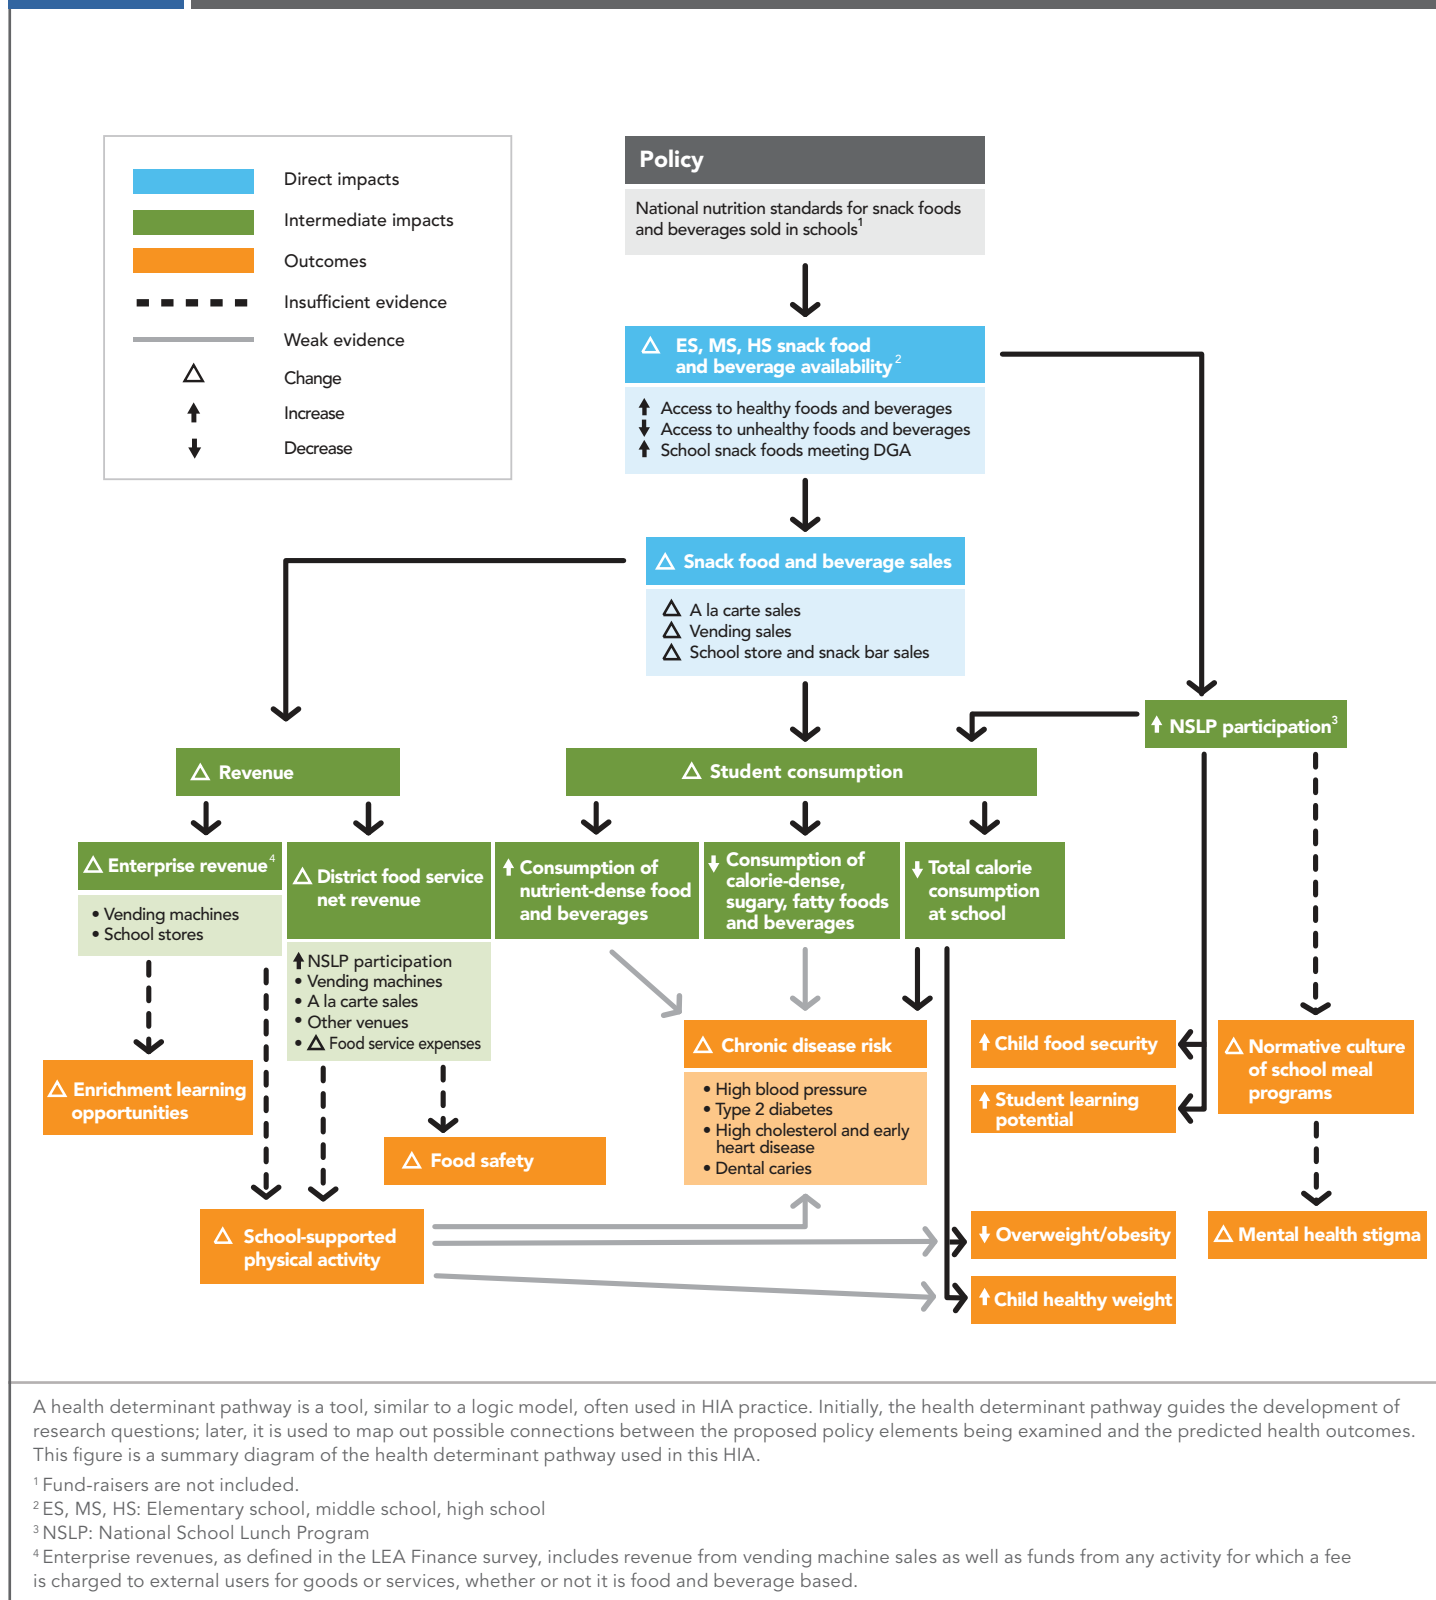 Direct impacts
Intermediate impacts
Outcomes
Insufficient evidence
Weak evidence
Change
Increase
Decrease
Policy
National nutrition standards for snack foods
and beverages sold in schools1
ES, MS, HS snack food
and beverage availability2
Access to healthy foods and beverages
Access to unhealthy foods and beverages
School snack foods meeting DGA
Snack food and beverage sales
A la carte sales
Vending sales
School store and snack bar sales
NSLP participation3
Revenue
Student consumption
Enterprise revenue4
• Vending machines
• School stores
District food service
net revenue
NSLP participation
• Vending machines
• A la carte sales
• Other venues
• Food service expenses
Consumption of
nutrient-dense food
and beverages
Consumption of
calorie-dense,
sugary, fatty foods
and beverages
Total calorie
consumption
at school
Enrichment learning
opportunities
Food safety
School-supported
physical activity
Chronic disease risk
• High blood pressure
• Type 2 diabetes
• High cholesterol and early
heart disease
• Dental caries
Child food security
Student learning
potential
Normative culture
of school meal
programs
Overweight/obesity
Child healthy weight
Mental health stigma
A health determinant pathway is a tool, similar to a logic model, often used in HIA practice. Initially, the health determinant pathway guides the development of
research questions; later, it is used to map out possible connections between the proposed policy elements being examined and the predicted health outcomes.
This figure is a summary diagram of the health determinant pathway used in this HIA.
1 Fund-raisers are not included.
2 ES, MS, HS: Elementary school, middle school, high school
3 NSLP: National School Lunch Program
4 Enterprise revenues, as defined in the LEA Finance survey, includes revenue from vending machine sales as well as funds from any activity for which a fee
is charged to external users for goods or services, whether or not it is food and beverage based.